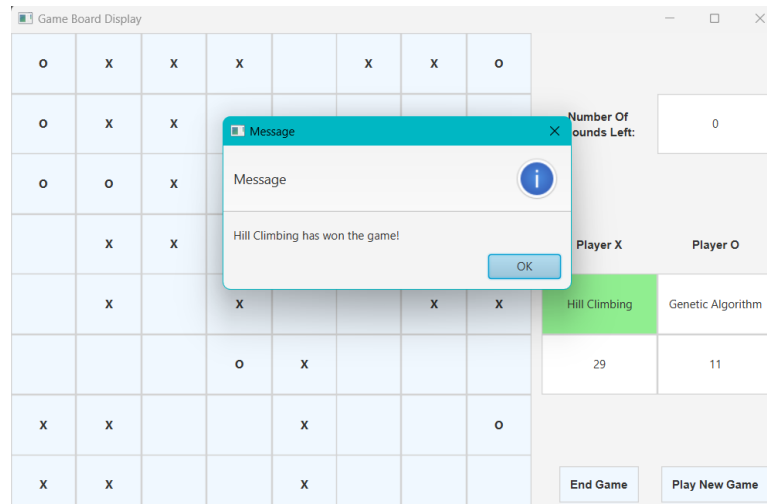 Game Board Display
O X X X X X O
O X X
Number Of
ounds Left:
0
Message
Message
Hill Climbing has won the game!
OK
O O X
X X
Player X Player O
X X X X
Hill Climbing Genetic Algorithm
O X
29 11
X X X O
X X X
End Game Play New Game